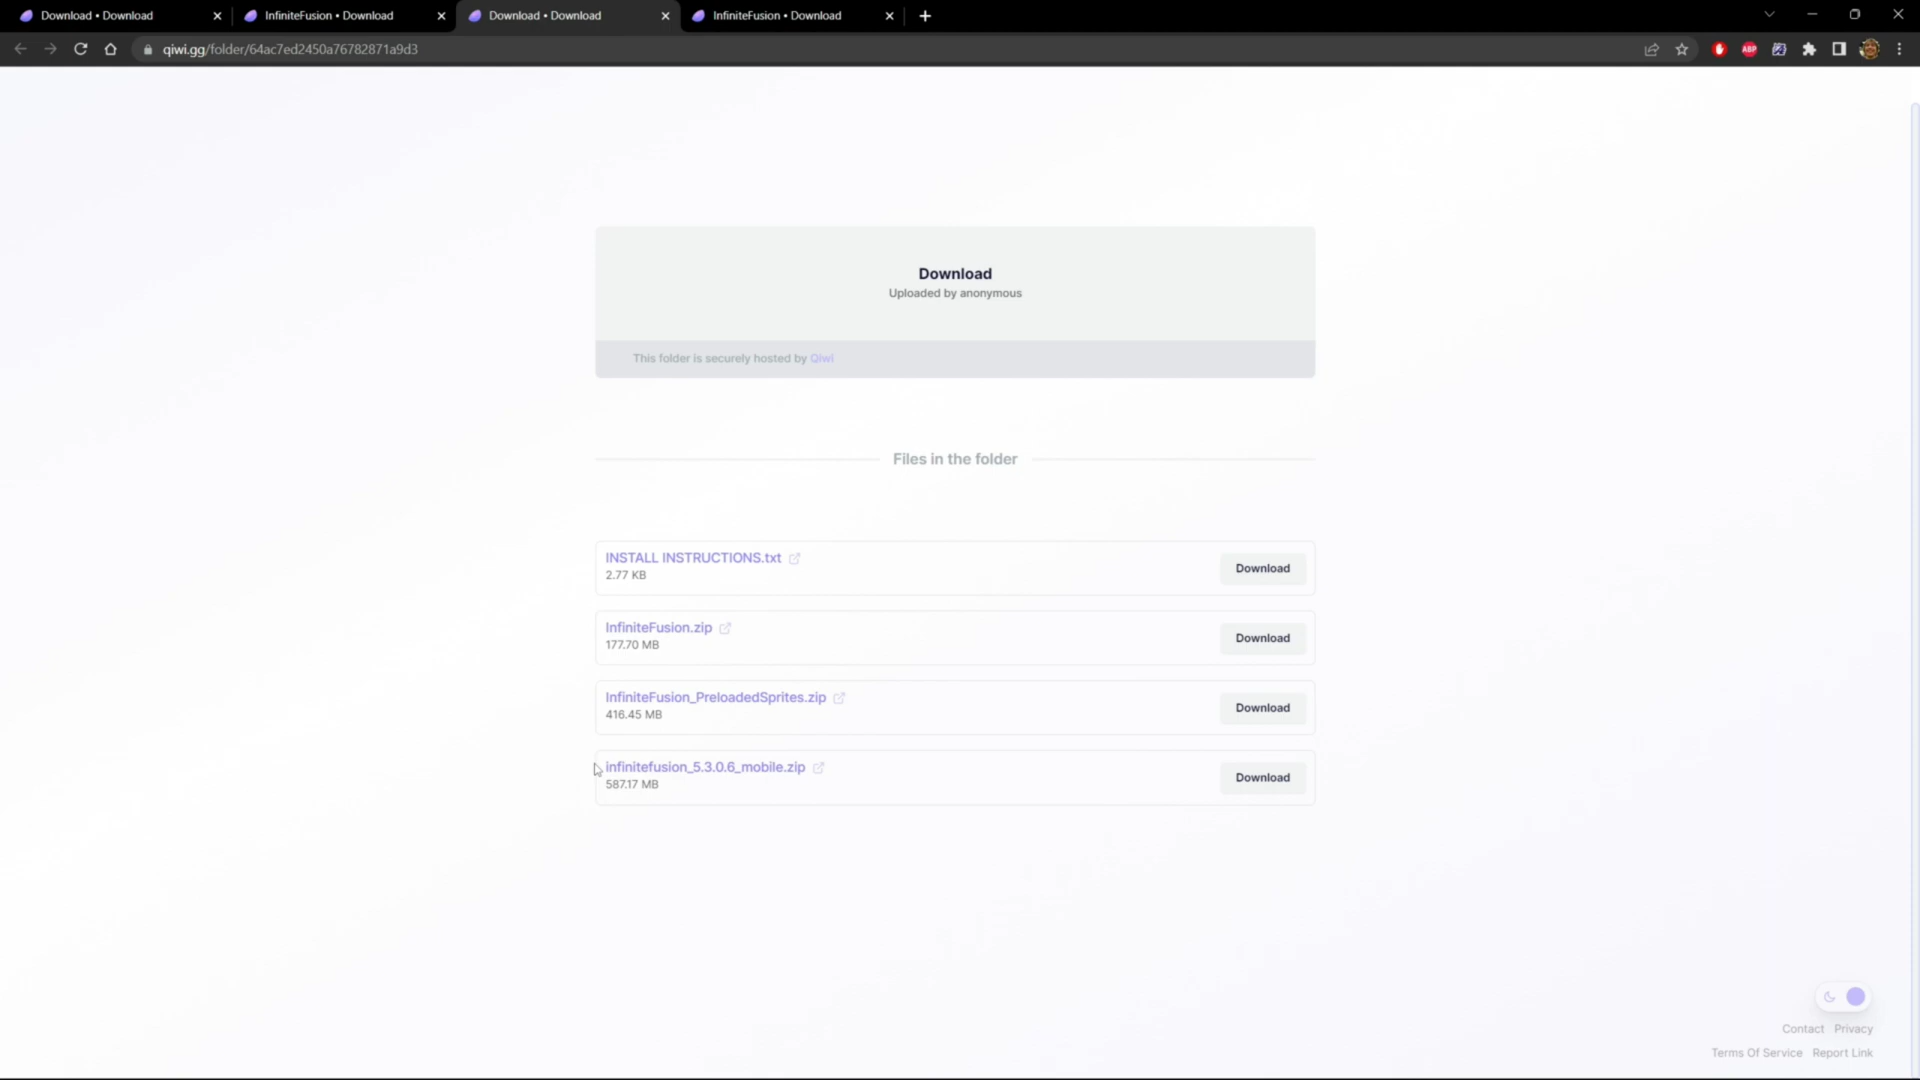 Download • Download
InfiniteFusion • Download
Download • Download
InfiniteFusion • Download
qiwi.gg/folder/64ac7ed2450a76782871a9d3
ABP
Download
Uploaded by anonymous
This folder is securely hosted by Qiwi
Files in the folder
INSTALL INSTRUCTIONS.txt
2.77 KB
Download
InfiniteFusion.zip
177.70 MB
Download
InfiniteFusion_PreloadedSprites.zip
416.45 MB
Download
infinitefusion_5.3.0.6_mobile.zip
587.17 MB
Download
Contact Privacy
Terms Of Service Report Link